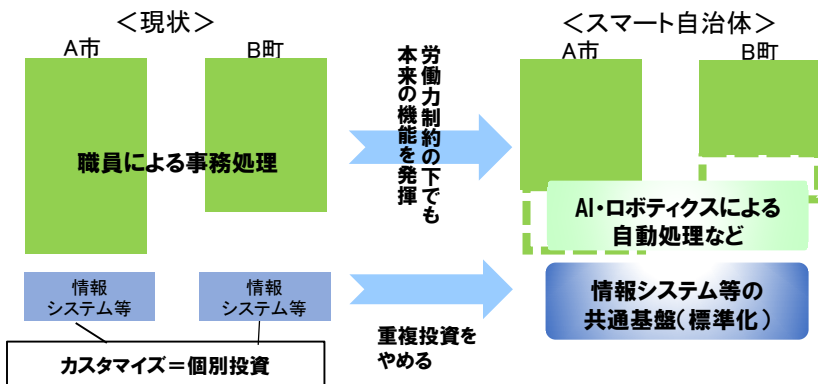 ＜現状＞
A市
B町
職員による事務処理
情報
システム等
情報
システム等
カスタマイズ＝個別投資
労働力制約の下でも
本来の機能を発揮
重複投資を
やめる
＜スマート自治体＞
A市
B町
AI・ロボティクスによる
自動処理など
情報システム等の
共通基盤（標準化）